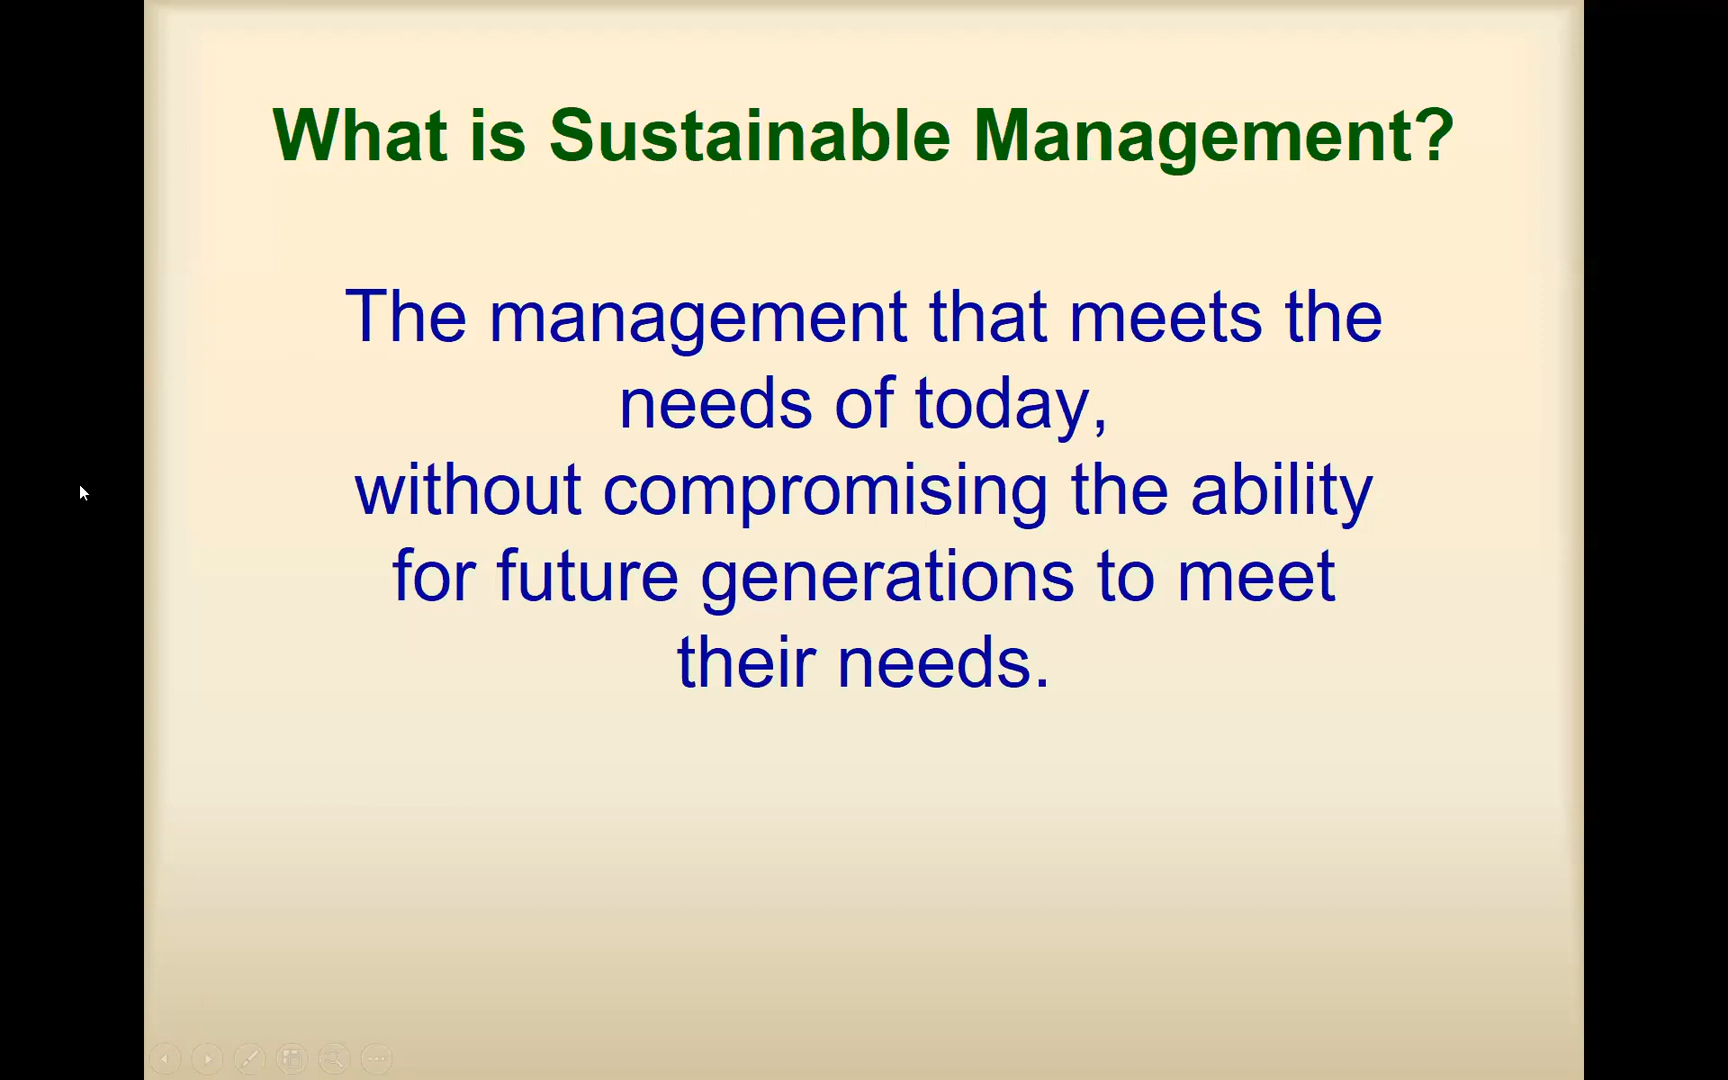 What is Sustainable Management?
The management that meets the
needs of today,
without compromising the ability
for future generations to meet
their needs.